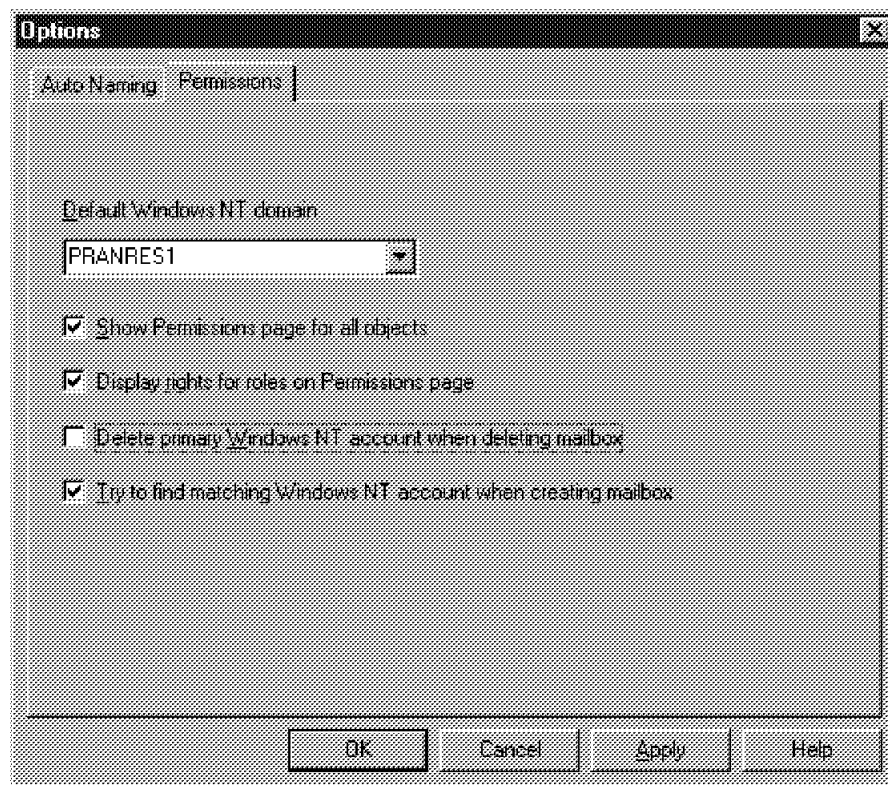 Options
Auto Naming Permissions
Default Windows NT domain
PRANRES1
Show Permissions page for all objects
Display rights for roles on Permissions page
Delete primary Windows NT account when deleting mailbox
Try to find matching Windows NT account when creating mailbox
OK Cancel Apply Help